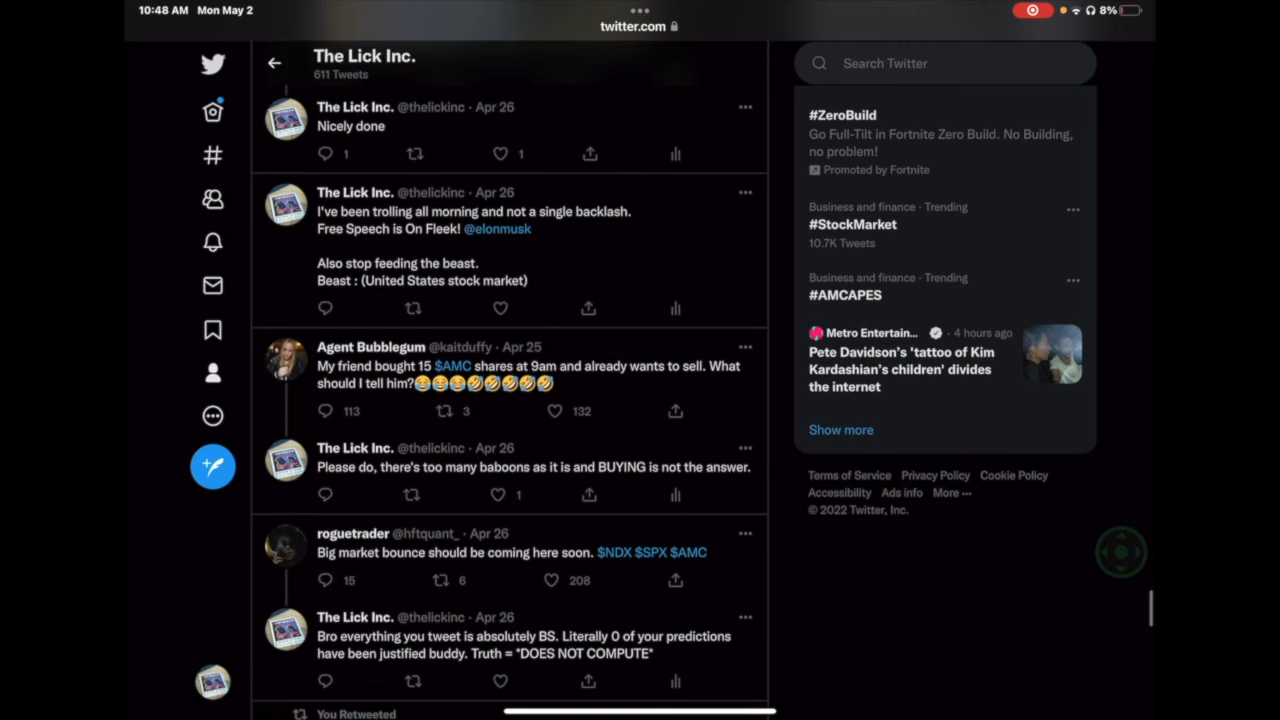 10:48 AM Mon May 2
8%
twitter.com
The Lick Inc.
611 Tweets
Search Twitter
The Lick Inc. @thelickinc · Apr 26
Nicely done
1
1
The Lick Inc. @thelickinc · Apr 26
I've been trolling all morning and not a single backlash.
Free Speech is On Fleek! @elonmusk
Also stop feeding the beast.
Beast : (United States stock market)
Agent Bubblegum @kaitduffy · Apr 25
My friend bought 15 $AMC shares at 9am and already wants to sell. What
should I tell him?😂😂😂🤣🤣🤣🤣🤣
113
3
132
The Lick Inc. @thelickinc · Apr 26
Please do, there's too many baboons as it is and BUYING is not the answer.
1
roguetrader @hftquant_ · Apr 26
Big market bounce should be coming here soon. $NDX $SPX $AMC
15
6
208
The Lick Inc. @thelickinc · Apr 26
Bro everything you tweet is absolutely BS. Literally 0 of your predictions
have been justified buddy. Truth = "DOES NOT COMPUTE"
You Retweeted
#ZeroBuild
Go Full-Tilt in Fortnite Zero Build. No Building,
no problem!
Promoted by Fortnite
Business and finance · Trending
#StockMarket
10.7K Tweets
Business and finance · Trending
#AMCAPES
Metro Entertain... · 4 hours ago
Pete Davidson's 'tattoo of Kim
Kardashian's children' divides
the internet
Show more
Terms of Service Privacy Policy Cookie Policy
Accessibility Ads info More ···
© 2022 Twitter, Inc.